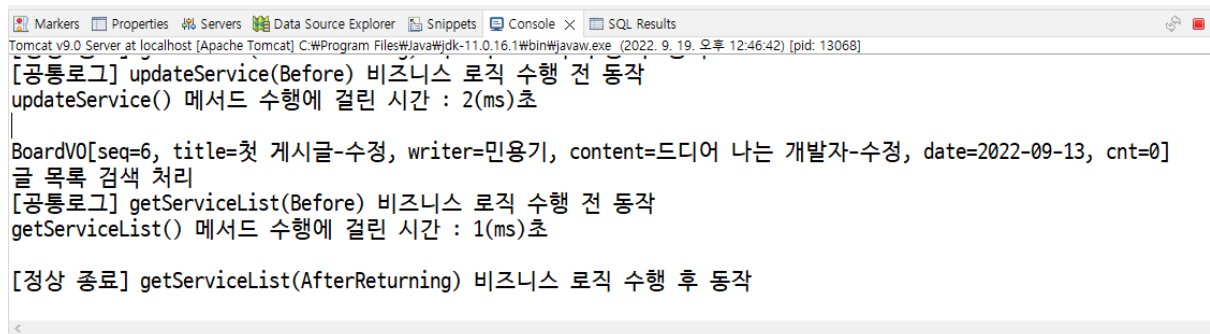 Markers Properties Servers Data Source Explorer Snippets Console SQL Results
Tomcat v9.0 Server at localhost [Apache Tomcat] C:₩Program Files₩Java₩jdk-11.0.16.1₩bin₩javaw.exe (2022. 9. 19. 오후 12:46:42) [pid: 13068]
[공통로그] updateService(Before) 비즈니스 로직 수행 전 동작
updateService() 메서드 수행에 걸린 시간 : 2(ms)초
BoardVO[seq=6, title=첫 게시글-수정, writer=민용기, content=드디어 나는 개발자-수정, date=2022-09-13, cnt=0]
글 목록 검색 처리
[공통로그] getServiceList(Before) 비즈니스 로직 수행 전 동작
getServiceList() 메서드 수행에 걸린 시간 : 1(ms)초
[정상 종료] getServiceList(AfterReturning) 비즈니스 로직 수행 후 동작